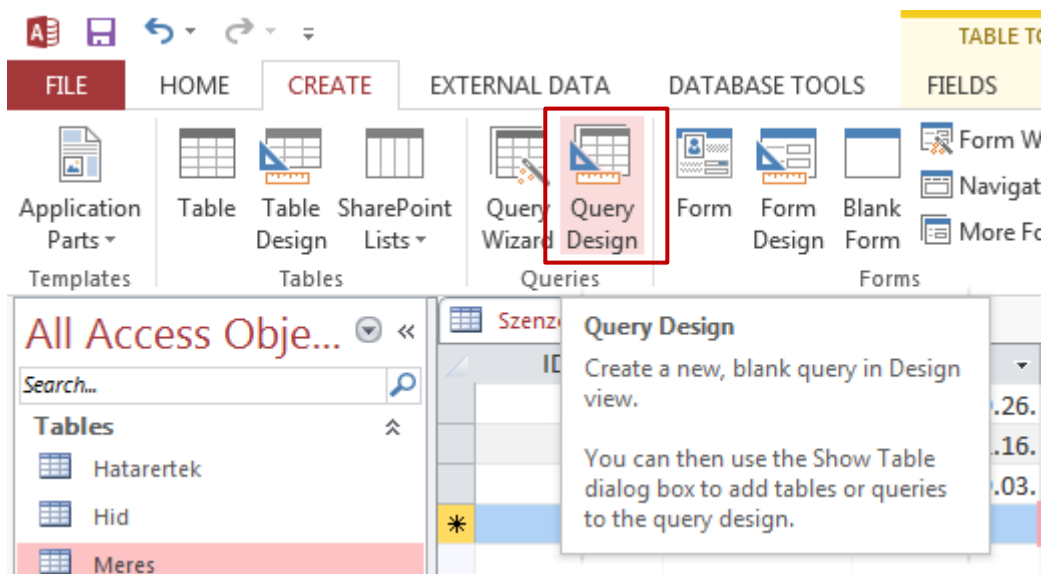 TABLE TO
FILE HOME CREATE EXTERNAL DATA DATABASE TOOLS FIELDS
Application Parts
Table
Table Design
SharePoint Lists
Query Wizard
Query Design
Form
Form Design
Blank Form
Form W
Navigat
More Fo
Templates Tables Queries Forms
All Access Obje... «
Search...
Tables
Hatarertek
Hid
Meres
Szenz
ID
.26.
.16.
.03.
Query Design
Create a new, blank query in Design
view.
You can then use the Show Table
dialog box to add tables or queries
to the query design.